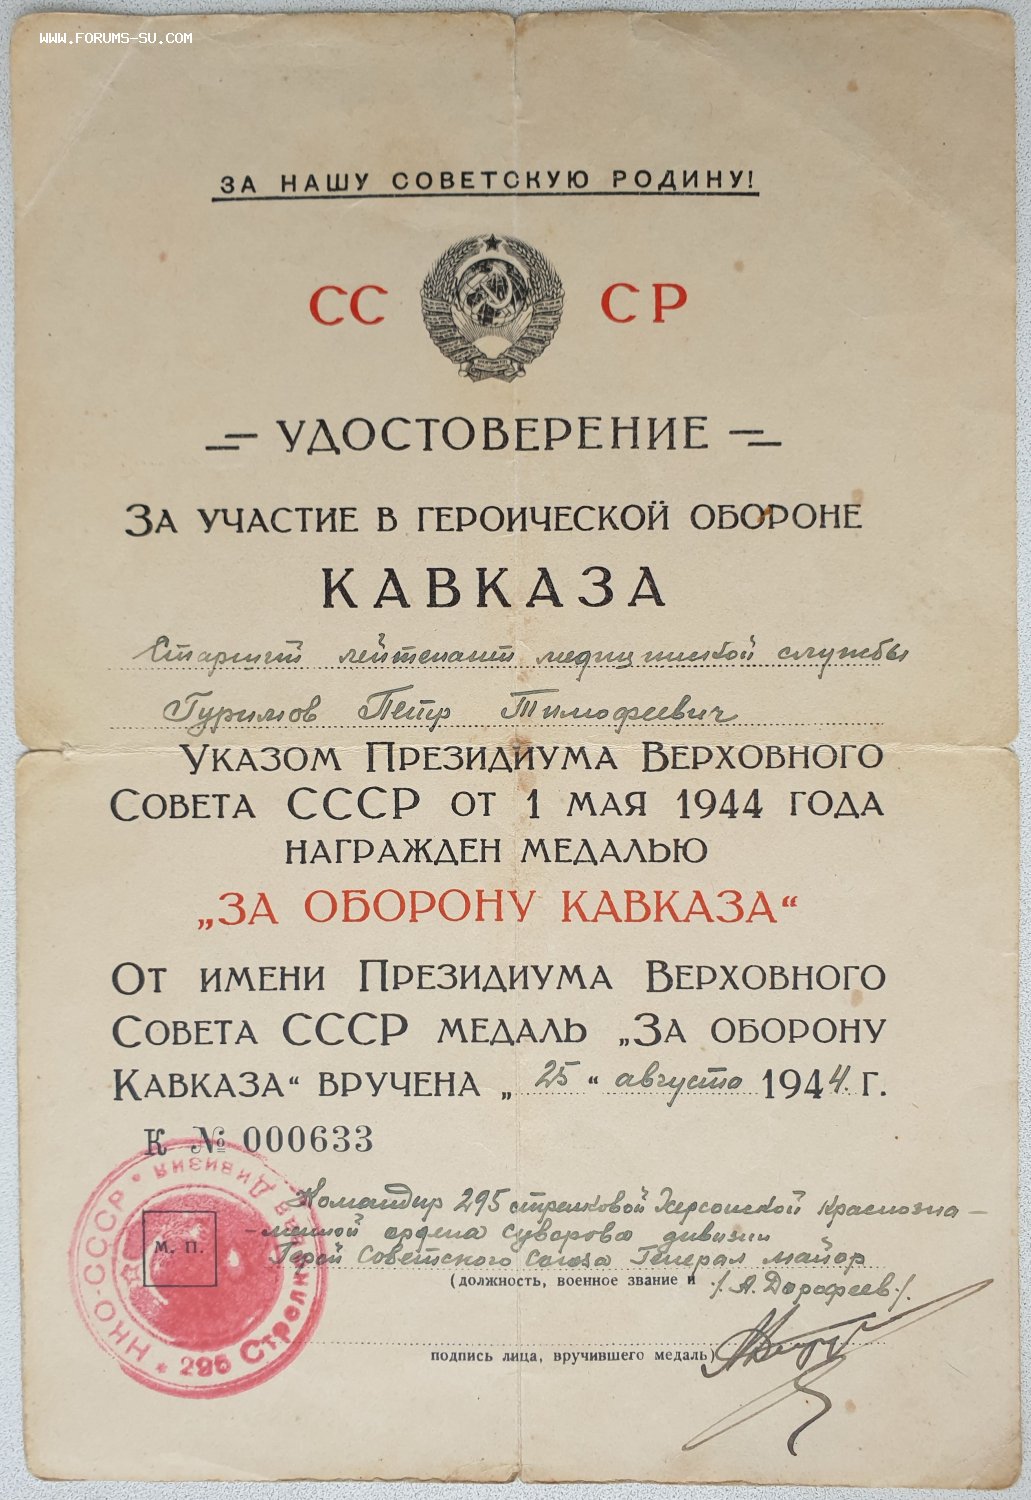 WWW.FORUMS-SU.COM
ЗА НАШУ СОВЕТСКУЮ РОДИНУ!
СС СР
УДОСТОВЕРЕНИЕ
ЗА УЧАСТИЕ В ГЕРОИЧЕСКОЙ ОБОРОНЕ
КАВКАЗА
Старший лейтенант медицинской службы
Петр Тимофеевич
УКАЗОМ ПРЕЗИДИУМА ВЕРХОВНОГО
СОВЕТА СССР ОТ 1 МАЯ 1944 ГОДА
НАГРАЖДЕН МЕДАЛЬЮ
„ЗА ОБОРОНУ КАВКАЗА“
ОТ ИМЕНИ ПРЕЗИДИУМА ВЕРХОВНОГО
СОВЕТА СССР МЕДАЛЬ „ЗА ОБОРОНУ
КАВКАЗА“ ВРУЧЕНА „25“ августа 1944 Г.
К № 000633
Командир 295 стрелковой Херсонской краснозна-
-менной ордена Суворова дивизии
Герой Советского Союза Генерал майор
(должность, военное звание и /А. Дорофеев/.
подпись лица, вручившего медаль)
М. П.
НКО-СССР * 295 Стрелковая Дивизия